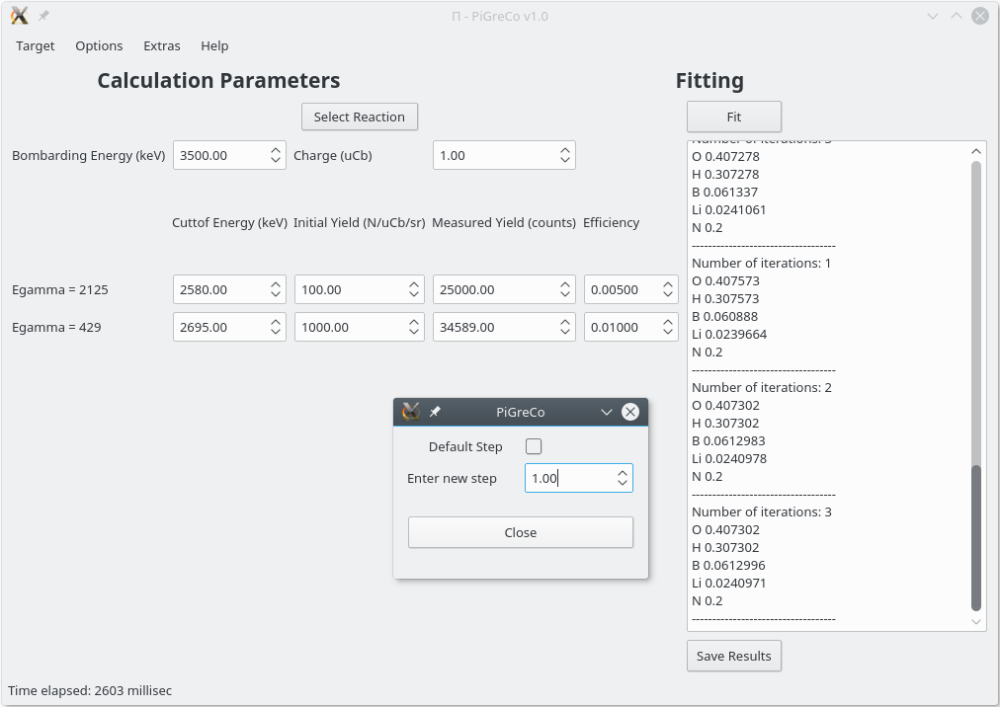 Π - PiGreCo v1.0
Target Options Extras Help
Calculation Parameters
Select Reaction
Bombarding Energy (keV) 3500.00 Charge (uCb) 1.00
Cuttof Energy (keV) Initial Yield (N/uCb/sr) Measured Yield (counts) Efficiency
Egamma = 2125 2580.00 100.00 25000.00 0.00500
Egamma = 429 2695.00 1000.00 34589.00 0.01000
PiGreCo
Default Step
Enter new step 1.00
Close
Fitting
Fit
Number of iterations:
O 0.407278
H 0.307278
B 0.061337
Li 0.0241061
N 0.2
-----------------------------------
Number of iterations: 1
O 0.407573
H 0.307573
B 0.060888
Li 0.0239664
N 0.2
-----------------------------------
Number of iterations: 2
O 0.407302
H 0.307302
B 0.0612983
Li 0.0240978
N 0.2
-----------------------------------
Number of iterations: 3
O 0.407302
H 0.307302
B 0.0612996
Li 0.0240971
N 0.2
-----------------------------------
Save Results
Time elapsed: 2603 millisec